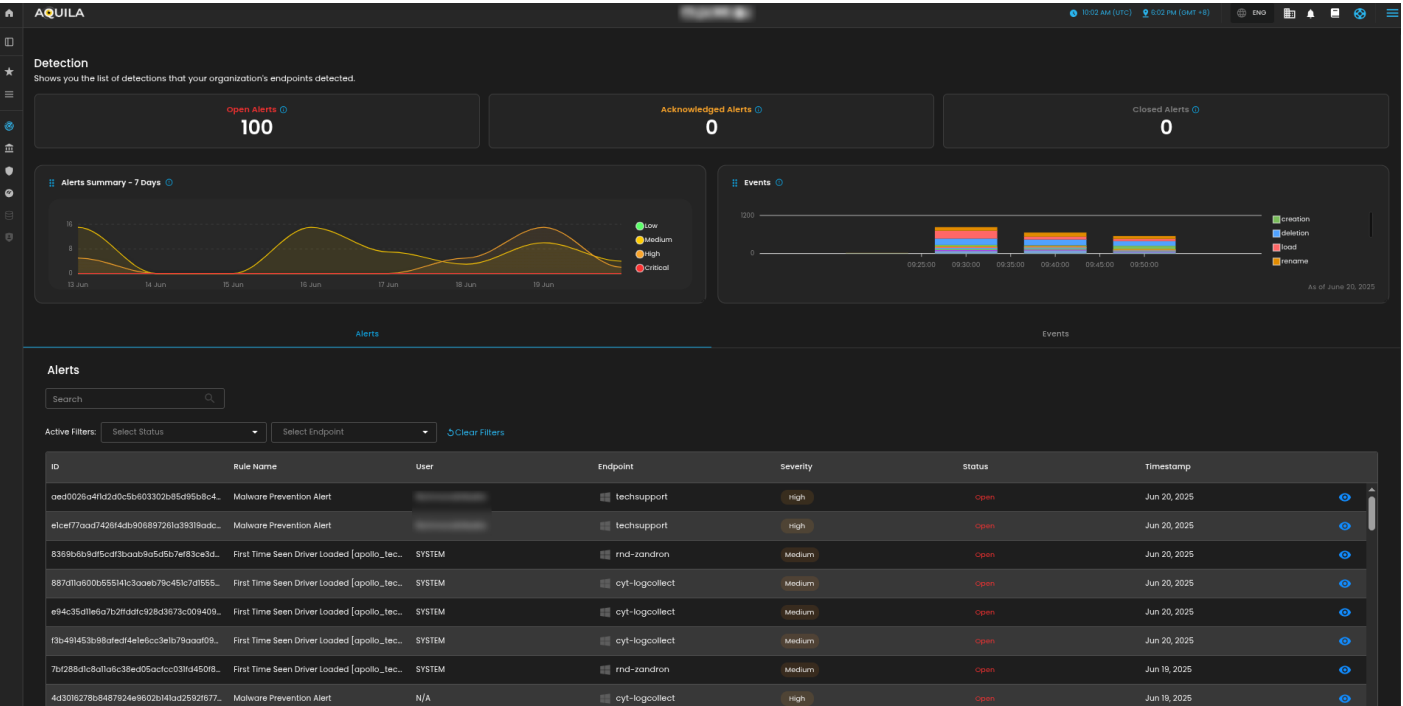 AQUILA
10:02 AM (UTC) 6:02 PM (GMT +8) ENG
Detection
Shows you the list of detections that your organization's endpoints detected.
Open Alerts
100
Acknowledged Alerts
0
Closed Alerts
0
Alerts Summary - 7 Days
16
8
0
13 Jun 14 Jun 15 Jun 16 Jun 17 Jun 18 Jun 19 Jun
Low
Medium
High
Critical
Events
1200
0
09:25:00 09:30:00 09:35:00 09:40:00 09:45:00 09:50:00
creation
deletion
load
rename
As of June 20, 2025
Alerts Events
Alerts
Search
Active Filters: Select Status Select Endpoint Clear Filters
ID Rule Name User Endpoint Severity Status Timestamp
aed0026a4f1d2d0c5b603302b85d95b8c4... Malware Prevention Alert techsupport High Open Jun 20, 2025
e1cef77aad7426f4db906897261a39319adc... Malware Prevention Alert techsupport High Open Jun 20, 2025
8369b6b9df5cdf3baab9a5d5b7ef83ce3d... First Time Seen Driver Loaded [apollo_tec... SYSTEM rnd-zandron Medium Open Jun 20, 2025
887d11a600b555141c3aaeb79c451c7d1555... First Time Seen Driver Loaded [apollo_tec... SYSTEM cyt-logcollect Medium Open Jun 20, 2025
e94c35d11e6a7b2ffddfc928d3673c009409... First Time Seen Driver Loaded [apollo_tec... SYSTEM cyt-logcollect Medium Open Jun 20, 2025
f3b491453b98afedf4e1e6cc3e1b79aaaf09... First Time Seen Driver Loaded [apollo_tec... SYSTEM cyt-logcollect Medium Open Jun 20, 2025
7bf288d1c8a11a6c38ed05acfcc031fd450f8... First Time Seen Driver Loaded [apollo_tec... SYSTEM rnd-zandron Medium Open Jun 19, 2025
4d3016278b8487924e9602b141ad2592f677... Malware Prevention Alert N/A cyt-logcollect High Open Jun 19, 2025